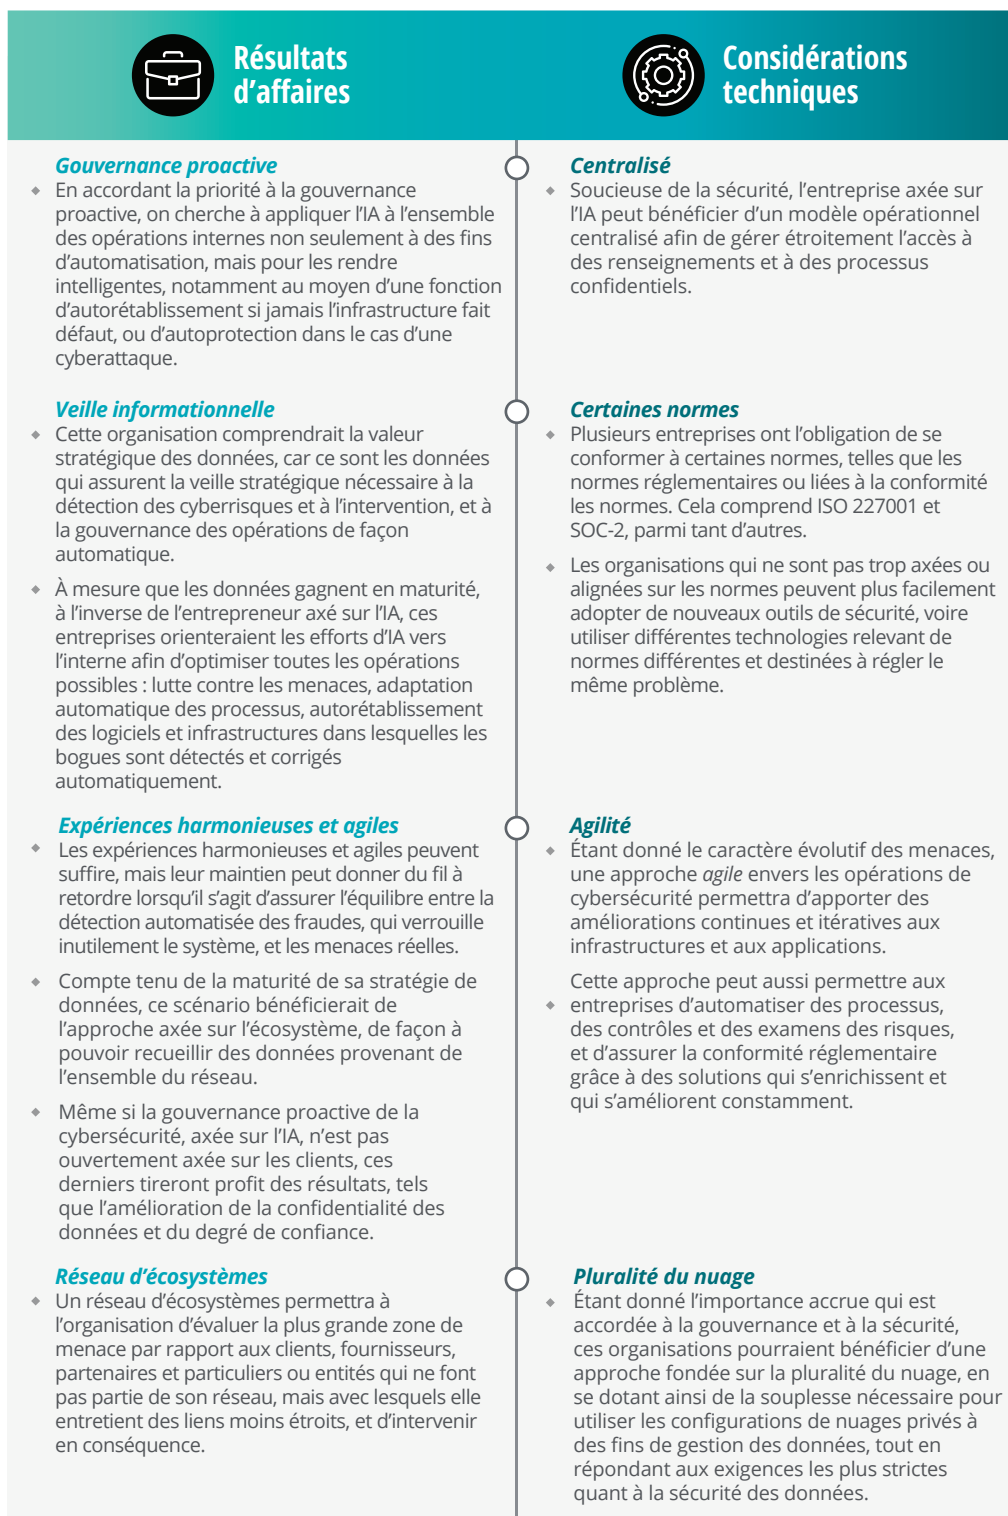 Résultats
d’affaires
Considérations
techniques
Gouvernance proactive
En accordant la priorité à la gouvernance
proactive, on cherche à appliquer l’IA à l’ensemble
des opérations internes non seulement à des fins
d’automatisation, mais pour les rendre
intelligentes, notamment au moyen d’une fonction
d’autorétablissement si jamais l’infrastructure fait
défaut, ou d’autoprotection dans le cas d’une
cyberattaque.
Centralisé
Soucieuse de la sécurité, l’entreprise axée sur
l’IA peut bénéficier d’un modèle opérationnel
centralisé afin de gérer étroitement l’accès à
des renseignements et à des processus
confidentiels.
Veille informationnelle
Cette organisation comprendrait la valeur
stratégique des données, car ce sont les données
qui assurent la veille stratégique nécessaire à la
détection des cyberrisques et à l’intervention, et à
la gouvernance des opérations de façon
automatique.
À mesure que les données gagnent en maturité,
à l’inverse de l’entrepreneur axé sur l’IA, ces
entreprises orienteraient les efforts d’IA vers
l’interne afin d’optimiser toutes les opérations
possibles : lutte contre les menaces, adaptation
automatique des processus, autorétablissement
des logiciels et infrastructures dans lesquelles les
bogues sont détectés et corrigés
automatiquement.
Certaines normes
Plusieurs entreprises ont l’obligation de se
conformer à certaines normes, telles que les
normes réglementaires ou liées à la conformité
les normes. Cela comprend ISO 227001 et
SOC-2, parmi tant d’autres.
Les organisations qui ne sont pas trop axées ou
alignées sur les normes peuvent plus facilement
adopter de nouveaux outils de sécurité, voire
utiliser différentes technologies relevant de
normes différentes et destinées à régler le
même problème.
Expériences harmonieuses et agiles
Les expériences harmonieuses et agiles peuvent
suffire, mais leur maintien peut donner du fil à
retordre lorsqu’il s’agit d’assurer l’équilibre entre la
détection automatisée des fraudes, qui verrouille
inutilement le système, et les menaces réelles.
Compte tenu de la maturité de sa stratégie de
données, ce scénario bénéficierait de
l’approche axée sur l’écosystème, de façon à
pouvoir recueillir des données provenant de
l’ensemble du réseau.
Même si la gouvernance proactive de la
cybersécurité, axée sur l’IA, n’est pas
ouvertement axée sur les clients, ces
derniers tireront profit des résultats, tels
que l’amélioration de la confidentialité des
données et du degré de confiance.
Agilité
Étant donné le caractère évolutif des menaces,
une approche agile envers les opérations de
cybersécurité permettra d’apporter des
améliorations continues et itératives aux
infrastructures et aux applications.
Cette approche peut aussi permettre aux
entreprises d’automatiser des processus,
des contrôles et des examens des risques,
et d’assurer la conformité réglementaire
grâce à des solutions qui s’enrichissent et
qui s’améliorent constamment.
Réseau d’écosystèmes
Un réseau d’écosystèmes permettra à
l’organisation d’évaluer la plus grande zone de
menace par rapport aux clients, fournisseurs,
partenaires et particuliers ou entités qui ne font
pas partie de son réseau, mais avec lesquels elle
entretient des liens moins étroits, et d’intervenir
en conséquence.
Pluralité du nuage
Étant donné l’importance accrue qui est
accordée à la gouvernance et à la sécurité,
ces organisations pourraient bénéficier d’une
approche fondée sur la pluralité du nuage, en
se dotant ainsi de la souplesse nécessaire pour
utiliser les configurations de nuages privés à
des fins de gestion des données, tout en
répondant aux exigences les plus strictes
quant à la sécurité des données.